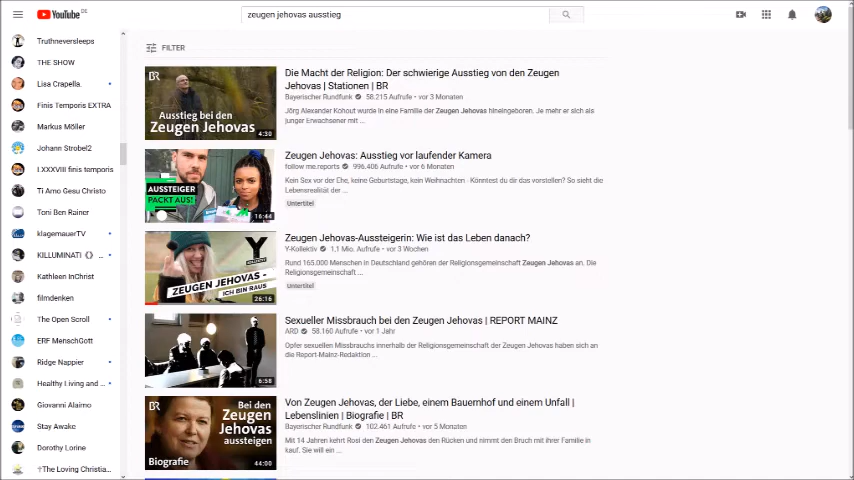 YouTube DE
zeugen jehovas ausstieg
Truthneversleeps
THE SHOW
Lisa Crapella.
Finis Temporis EXTRA
Markus Möller
Johann Strobel2
LXXXVIII finis temporis
Ti Amo Gesu Christo
Toni Ben Rainer
klagemauerTV
KILLUMINATI ...
Kathleen InChrist
filmdenken
The Open Scroll
ERF MenschGott
Ridge Nappier
Healthy Living and ...
Giovanni Alaimo
Stay Awake
Dorothy Lorine
✝The Loving Christia...
FILTER
BR
Ausstieg bei den
Zeugen Jehovas
4:30
Die Macht der Religion: Der schwierige Ausstieg von den Zeugen
Jehovas | Stationen | BR
Bayerischer Rundfunk 58.215 Aufrufe • vor 3 Monaten
Jörg Alexander Kohout wurde in eine Familie der Zeugen Jehovas hineingeboren. Je mehr er sich als
junger Erwachsener mit ...
AUSSTEIGER
PACKT AUS!
16:44
Zeugen Jehovas: Ausstieg vor laufender Kamera
follow me.reports 996.406 Aufrufe • vor 6 Monaten
Kein Sex vor der Ehe, keine Geburtstage, kein Weihnachten - Könntest du dir das vorstellen? So sieht die
Lebensrealität der ...
Untertitel
Y
KOLLEKTIV
ZEUGEN JEHOVAS -
ICH BIN RAUS
26:16
Zeugen Jehovas-Aussteigerin: Wie ist das Leben danach?
Y-Kollektiv 1,1 Mio. Aufrufe • vor 3 Wochen
Rund 165.000 Menschen in Deutschland gehören der Religionsgemeinschaft Zeugen Jehovas an. Die
Religionsgemeinschaft ...
Untertitel
6:58
Sexueller Missbrauch bei den Zeugen Jehovas | REPORT MAINZ
ARD 58.160 Aufrufe • vor 1 Jahr
Opfer sexuellen Missbrauchs innerhalb der Religionsgemeinschaft der Zeugen Jehovas haben sich an
die Report-Mainz-Redaktion ...
BR
Bei den
Zeugen
Jehovas
aussteigen
Biografie
44:00
Von Zeugen Jehovas, der Liebe, einem Bauernhof und einem Unfall |
Lebenslinien | Biografie | BR
Bayerischer Rundfunk 102.461 Aufrufe • vor 5 Monaten
Mit 14 Jahren kehrt Rosi den Zeugen Jehovas den Rücken und nimmt den Bruch mit ihrer Familie in
kauf. Sie will ein ...